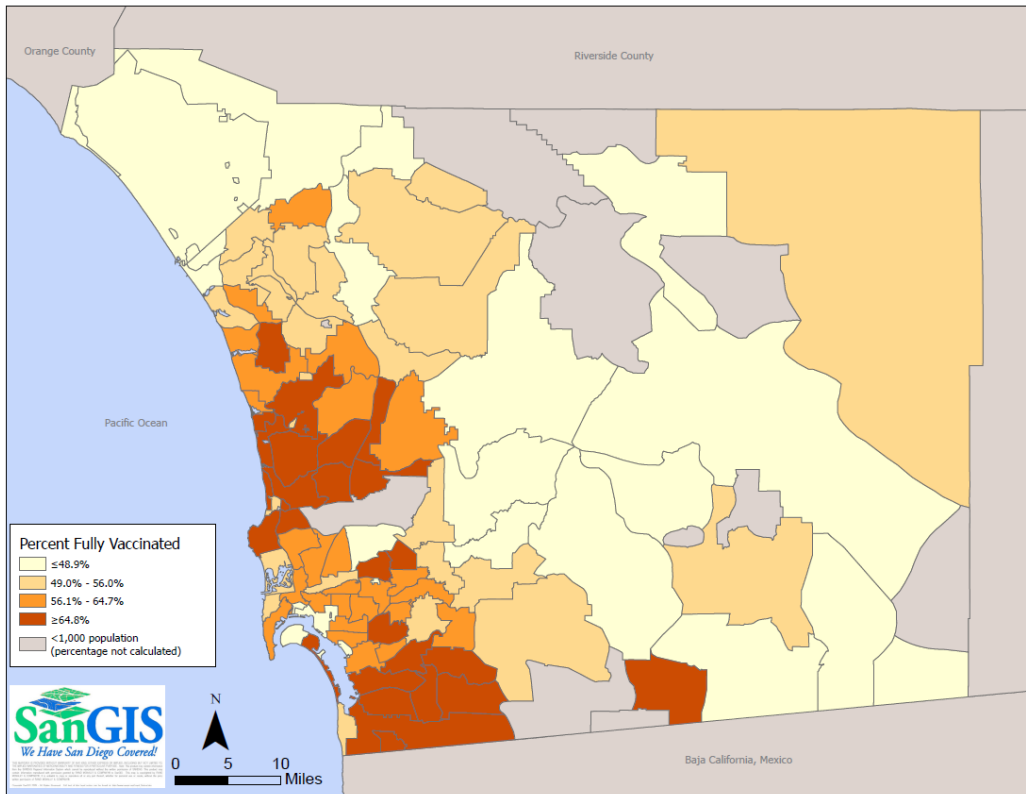 Orange County
Riverside County
Pacific Ocean
Percent Fully Vaccinated
≤48.9%
49.0% - 56.0%
56.1% - 64.7%
≥64.8%
<1,000 population
(percentage not calculated)
SanGIS
We Have San Diego Covered!
N
0 5 10
Miles
Baja California, Mexico